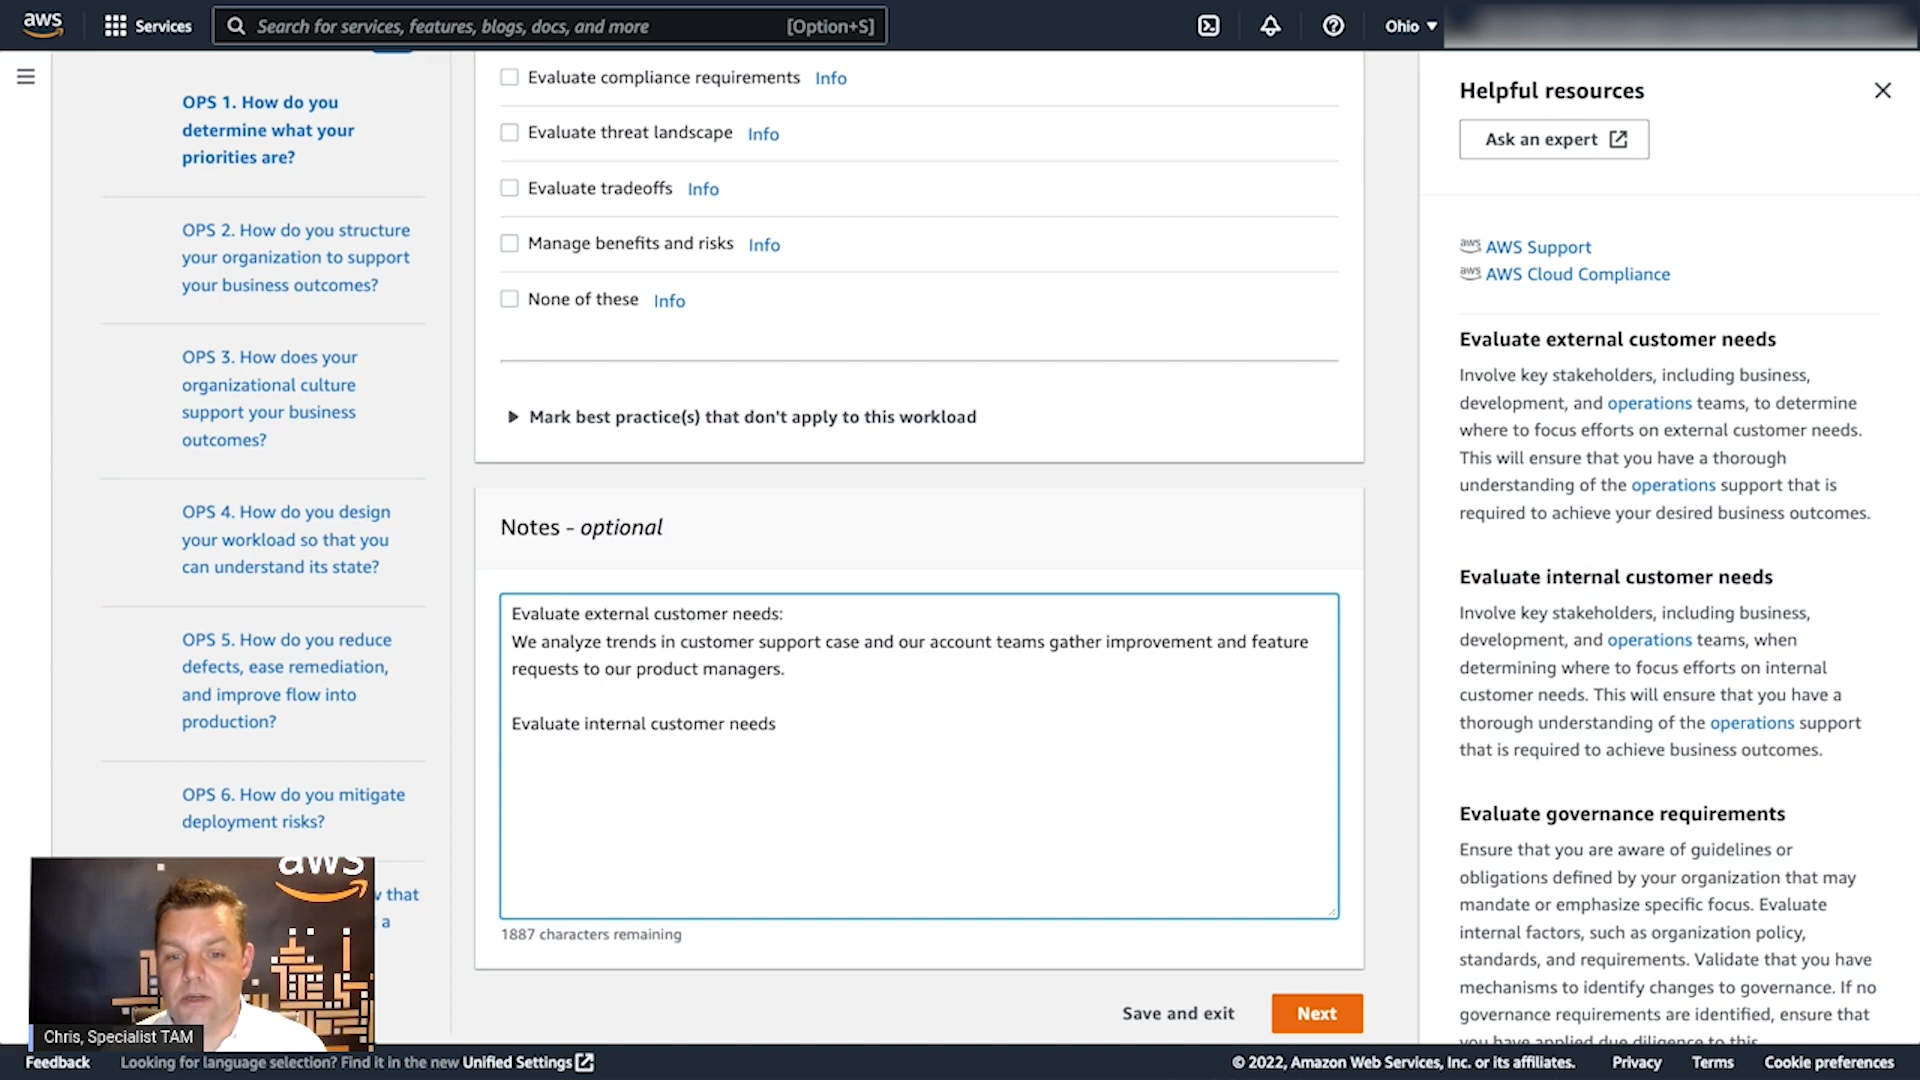 aws
Services
Search for services, features, blogs, docs, and more
[Option+S]
Ohio
OPS 1. How do you
determine what your
priorities are?
OPS 2. How do you structure
your organization to support
your business outcomes?
OPS 3. How does your
organizational culture
support your business
outcomes?
OPS 4. How do you design
your workload so that you
can understand its state?
OPS 5. How do you reduce
defects, ease remediation,
and improve flow into
production?
OPS 6. How do you mitigate
deployment risks?
that
a
aws
Chris, Specialist TAM
Evaluate compliance requirements Info
Evaluate threat landscape Info
Evaluate tradeoffs Info
Manage benefits and risks Info
None of these Info
Mark best practice(s) that don't apply to this workload
Notes - optional
Evaluate external customer needs:
We analyze trends in customer support case and our account teams gather improvement and feature
requests to our product managers.
Evaluate internal customer needs
1887 characters remaining
Save and exit
Next
Helpful resources
Ask an expert
aws AWS Support
aws AWS Cloud Compliance
Evaluate external customer needs
Involve key stakeholders, including business,
development, and operations teams, to determine
where to focus efforts on external customer needs.
This will ensure that you have a thorough
understanding of the operations support that is
required to achieve your desired business outcomes.
Evaluate internal customer needs
Involve key stakeholders, including business,
development, and operations teams, when
determining where to focus efforts on internal
customer needs. This will ensure that you have a
thorough understanding of the operations support
that is required to achieve business outcomes.
Evaluate governance requirements
Ensure that you are aware of guidelines or
obligations defined by your organization that may
mandate or emphasize specific focus. Evaluate
internal factors, such as organization policy,
standards, and requirements. Validate that you have
mechanisms to identify changes to governance. If no
governance requirements are identified, ensure that
you have applied due diligence to this
Feedback
Looking for language selection? Find it in the new Unified Settings
© 2022, Amazon Web Services, Inc. or its affiliates.
Privacy
Terms
Cookie preferences